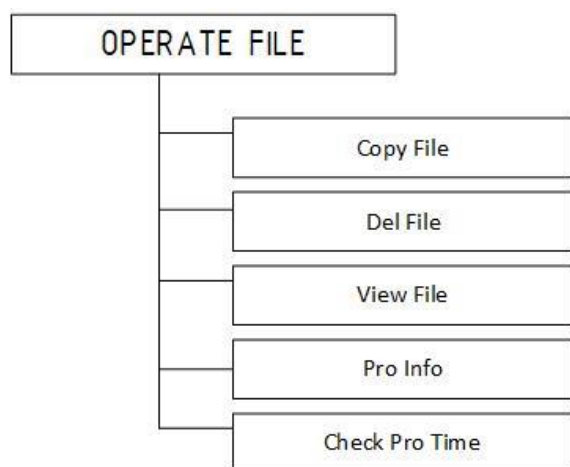 OPERATE FILE
Copy File
Del File
View File
Pro Info
Check Pro Time